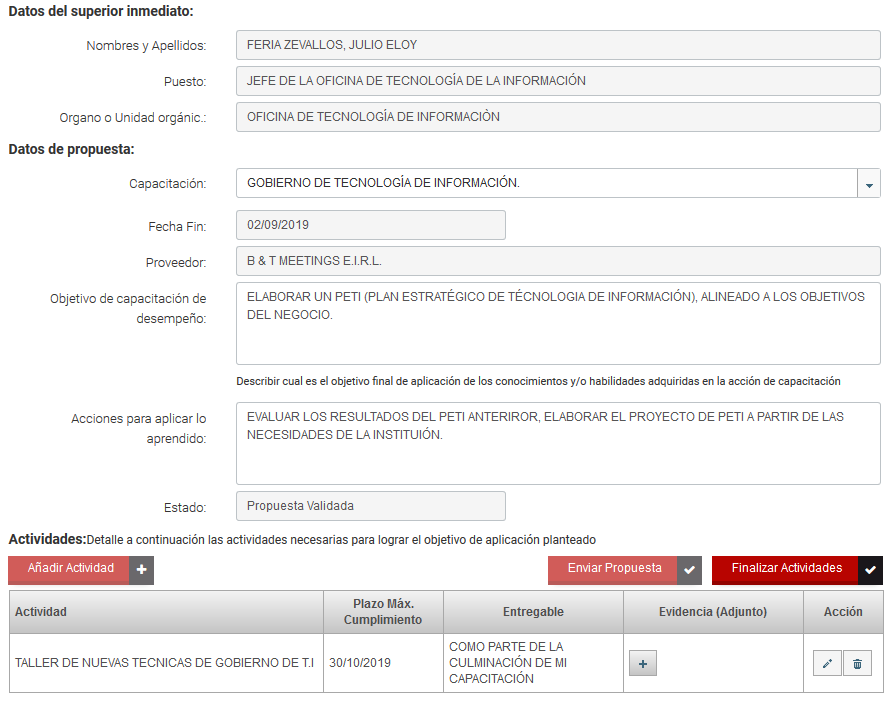 Datos del superior inmediato:
Nombres y Apellidos: FERIA ZEVALLOS, JULIO ELOY
Puesto: JEFE DE LA OFICINA DE TECNOLOGÍA DE LA INFORMACIÓN
Organo o Unidad orgánic.: OFICINA DE TECNOLOGÍA DE INFORMACIÒN
Datos de propuesta:
Capacitación: GOBIERNO DE TECNOLOGÍA DE INFORMACIÓN.
Fecha Fin: 02/09/2019
Proveedor: B & T MEETINGS E.I.R.L.
Objetivo de capacitación de
desempeño:
ELABORAR UN PETI (PLAN ESTRATÉGICO DE TÉCNOLOGIA DE INFORMACIÓN), ALINEADO A LOS OBJETIVOS
DEL NEGOCIO.
Describir cual es el objetivo final de aplicación de los conocimientos y/o habilidades adquiridas en la acción de capacitación
Acciones para aplicar lo
aprendido:
EVALUAR LOS RESULTADOS DEL PETI ANTERIROR, ELABORAR EL PROYECTO DE PETI A PARTIR DE LAS
NECESIDADES DE LA INSTITUIÓN.
Estado: Propuesta Validada
Actividades:Detalle a continuación las actividades necesarias para lograr el objetivo de aplicación planteado
Añadir Actividad + Enviar Propuesta Finalizar Actividades
Actividad
Plazo Máx.
Cumplimiento
Entregable
Evidencia (Adjunto)
Acción
TALLER DE NUEVAS TECNICAS DE GOBIERNO DE T.I
30/10/2019
COMO PARTE DE LA
CULMINACIÓN DE MI
CAPACITACIÓN
+